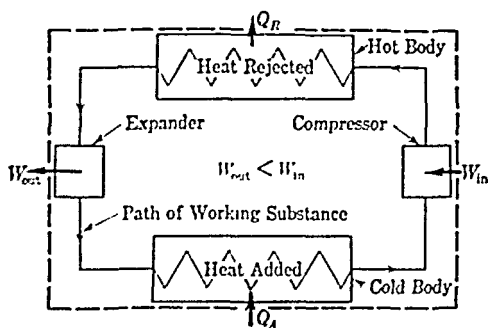 Q_R
Hot Body
Heat Rejected
Expander
Compressor
W_out
W_out < W_in
W_in
Path of Working Substance
Heat Added
Cold Body
Q_A